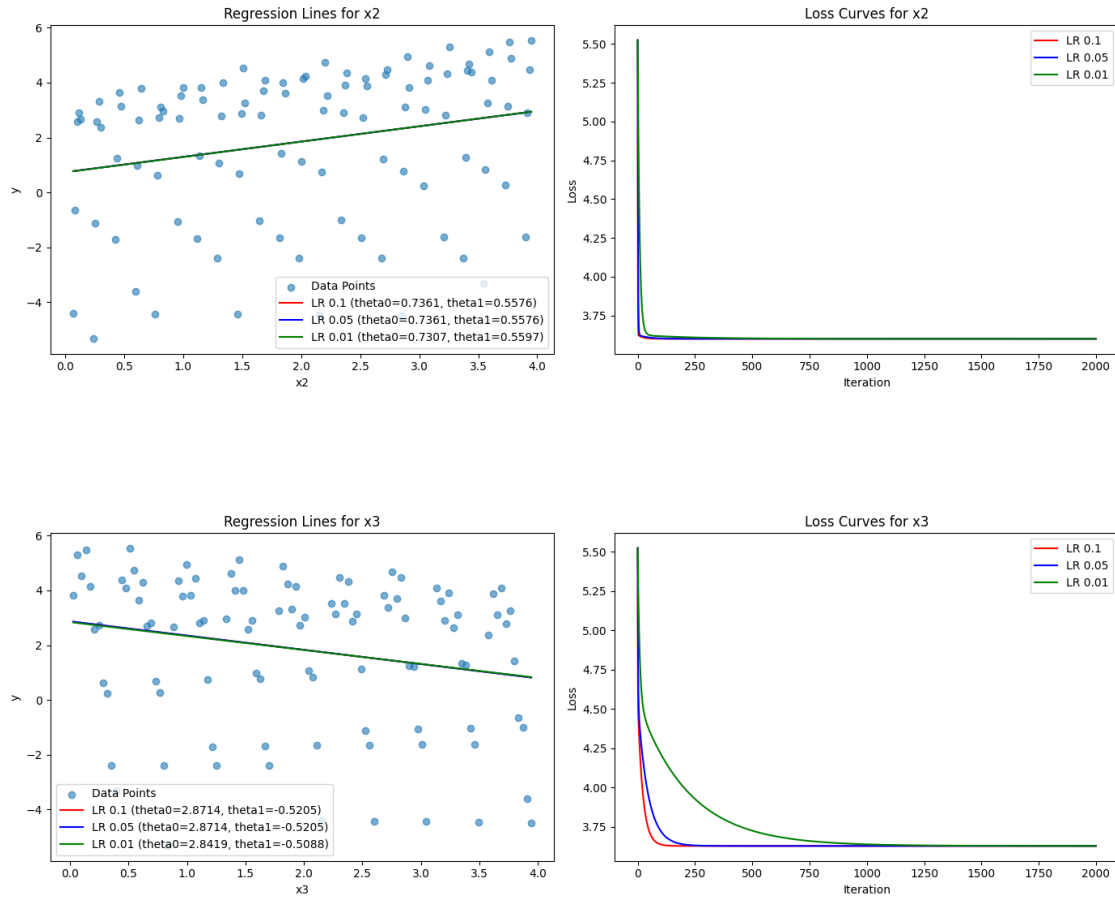 Regression Lines for x2
6
4
2
0
−2
−4
y
0.0 0.5 1.0 1.5 2.0 2.5 3.0 3.5 4.0
x2
Data Points
LR 0.1 (theta0=0.7361, theta1=0.5576)
LR 0.05 (theta0=0.7361, theta1=0.5576)
LR 0.01 (theta0=0.7307, theta1=0.5597)
Loss Curves for x2
5.50
5.25
5.00
4.75
4.50
4.25
4.00
3.75
Loss
0 250 500 750 1000 1250 1500 1750 2000
Iteration
LR 0.1
LR 0.05
LR 0.01
Regression Lines for x3
6
4
2
0
−2
−4
y
0.0 0.5 1.0 1.5 2.0 2.5 3.0 3.5 4.0
x3
Data Points
LR 0.1 (theta0=2.8714, theta1=-0.5205)
LR 0.05 (theta0=2.8714, theta1=-0.5205)
LR 0.01 (theta0=2.8419, theta1=-0.5088)
Loss Curves for x3
5.50
5.25
5.00
4.75
4.50
4.25
4.00
3.75
Loss
0 250 500 750 1000 1250 1500 1750 2000
Iteration
LR 0.1
LR 0.05
LR 0.01